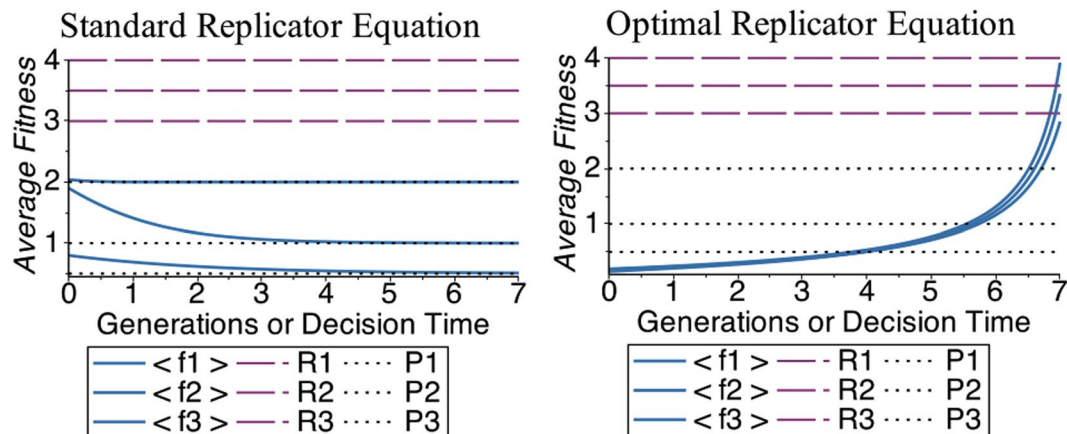 Standard Replicator Equation
Average Fitness
4
3
2
1
0 1 2 3 4 5 6 7
Generations or Decision Time
< f1 > R1 P1
< f2 > R2 P2
< f3 > R3 P3
Optimal Replicator Equation
Average Fitness
4
3
2
1
0 1 2 3 4 5 6 7
Generations or Decision Time
< f1 > R1 P1
< f2 > R2 P2
< f3 > R3 P3